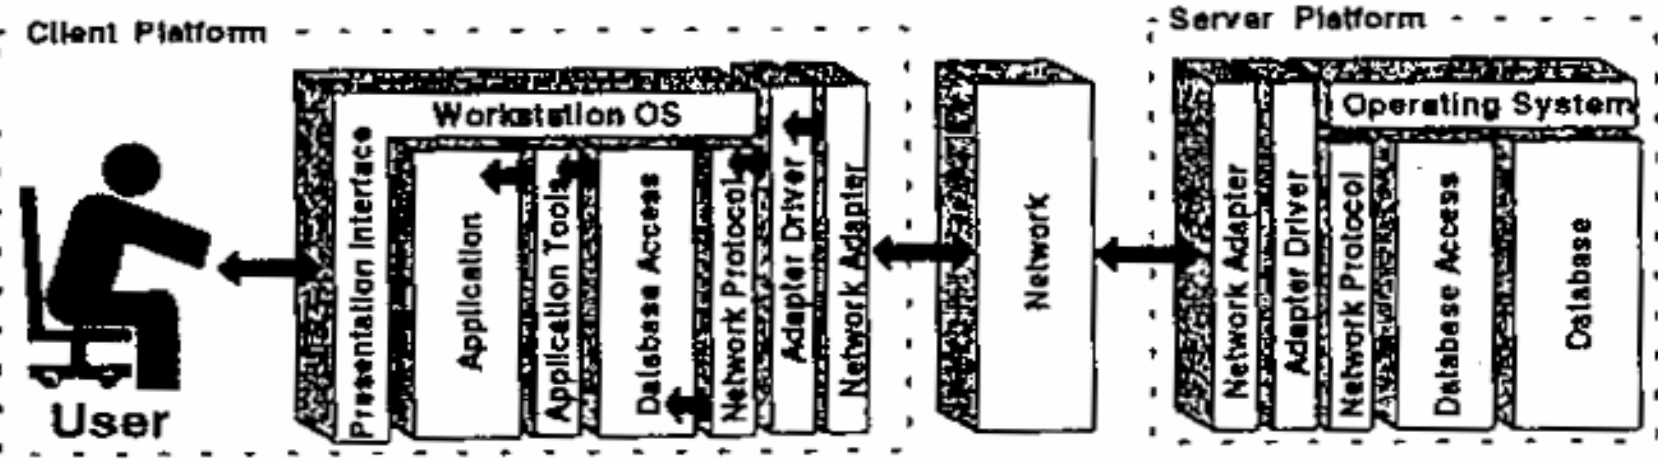 Client Platform
Server Platform
Workstation OS
Operating System
User
Presentation Interface
Application
Application Tools
Database Access
Network Protocol
Adapter Driver
Network Adapter
Network
Network Adapter
Adapter Driver
Network Protocol
Database Access
Database